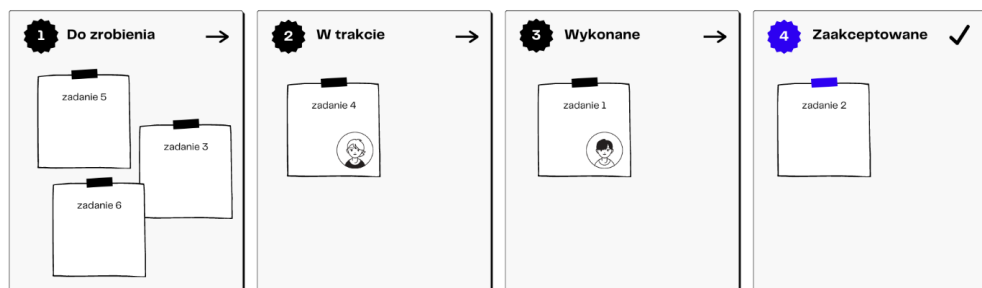 1 Do zrobienia
zadanie 5
zadanie 3
zadanie 6
2 W trakcie
zadanie 4
3 Wykonane
zadanie 1
4 Zaakceptowane
zadanie 2